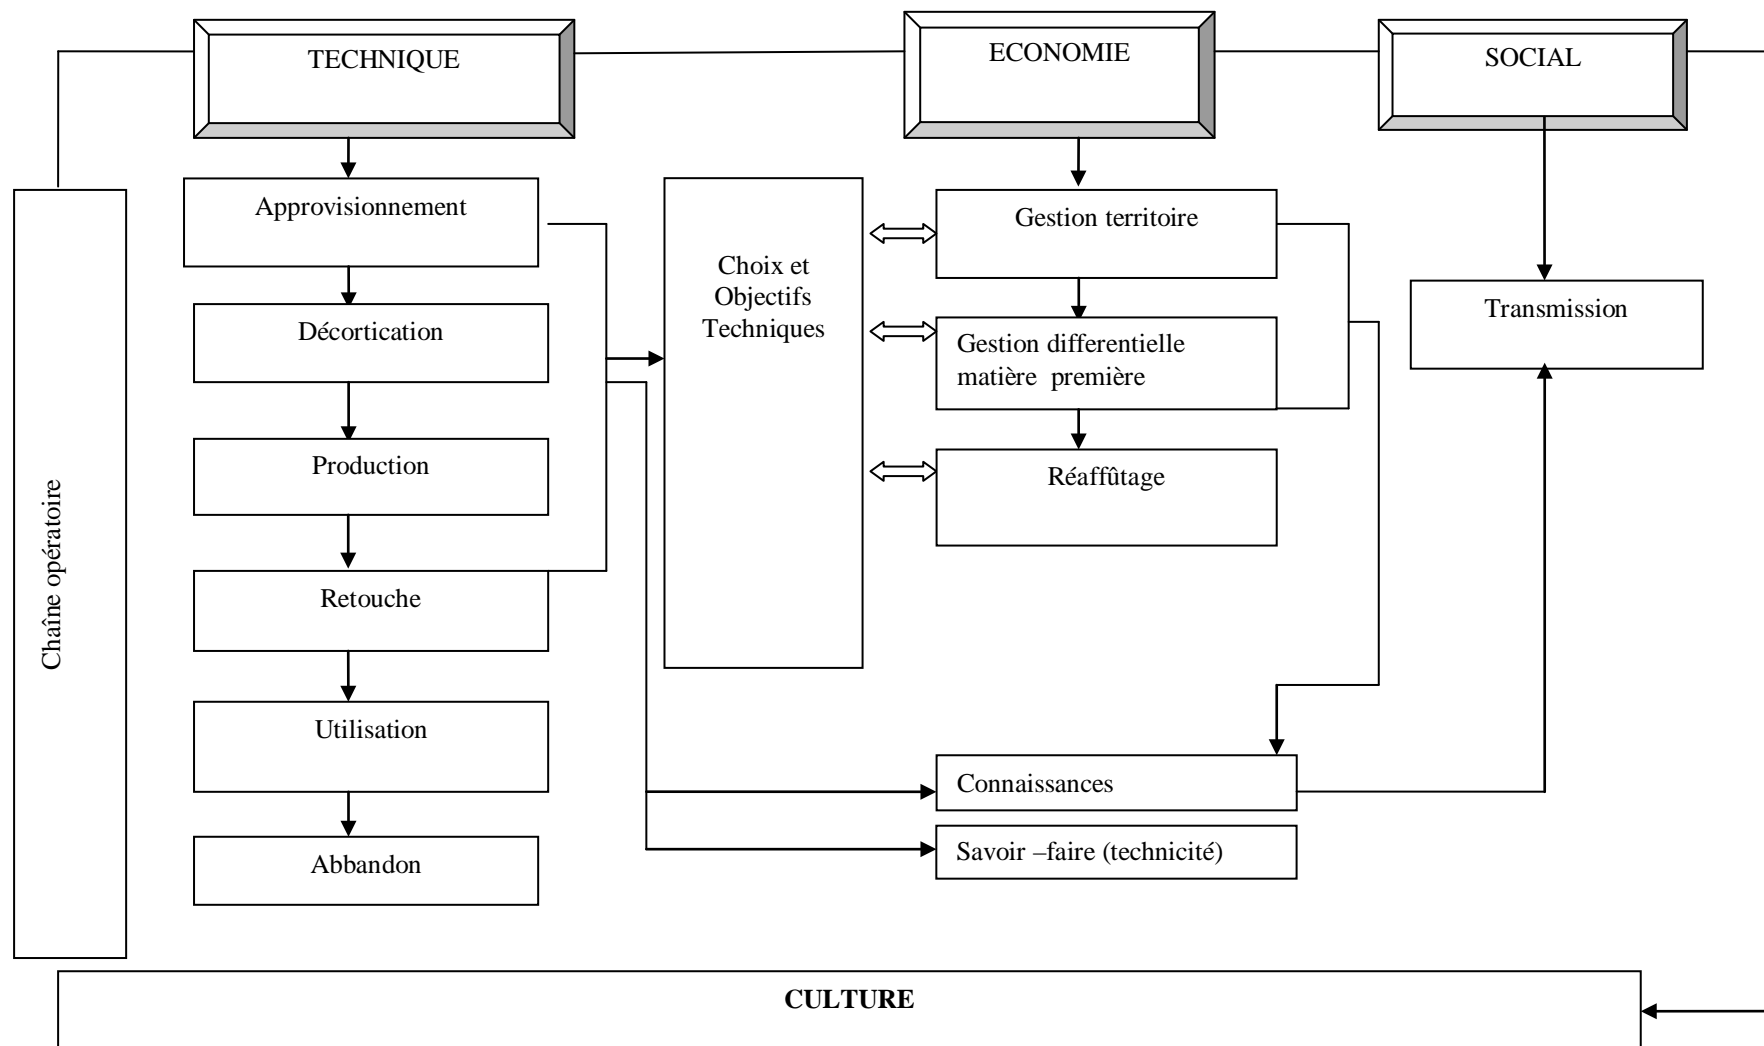 TECHNIQUE
ECONOMIE
SOCIAL
Chaîne opératoire
Approvisionnement
Décortication
Production
Retouche
Utilisation
Abbandon
Choix et
Objectifs
Techniques
Gestion territoire
Gestion differentielle
matière première
Réaffûtage
Connaissances
Savoir –faire (technicité)
Transmission
CULTURE